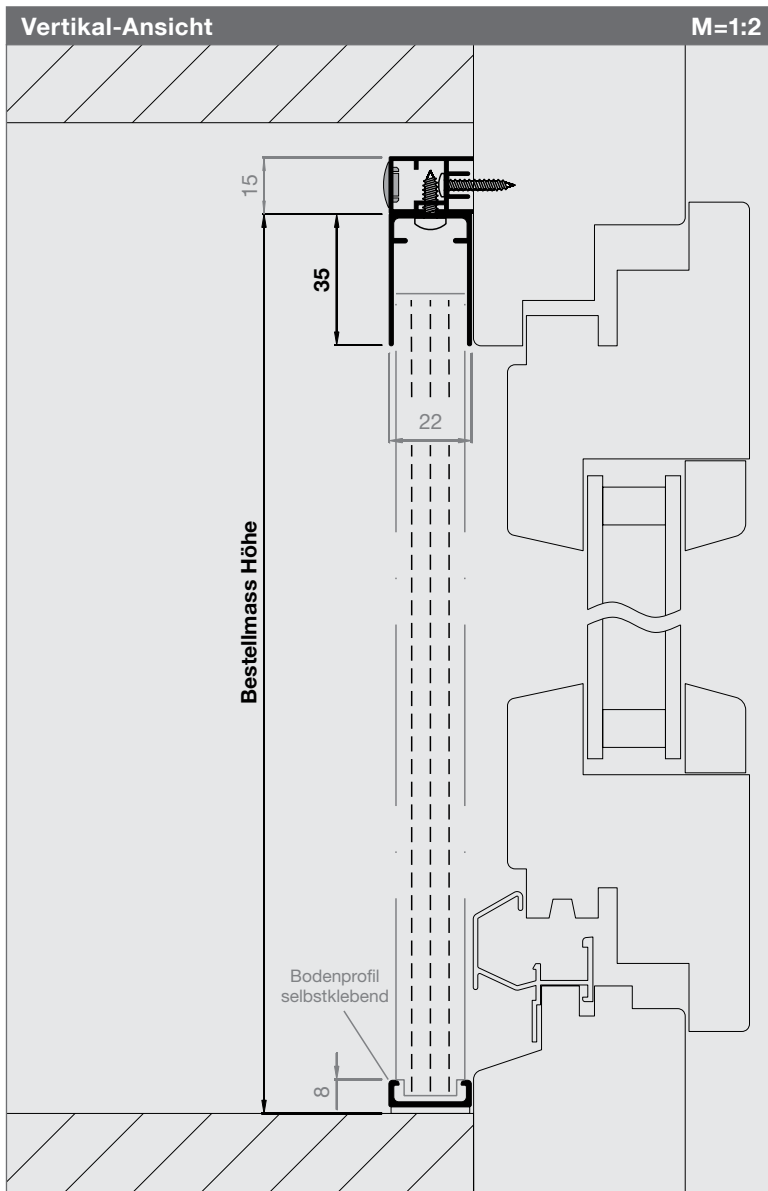 Vertikal-Ansicht M=1:2
15
35
22
Bestellmass Höhe
Bodenprofil
selbstklebend
8